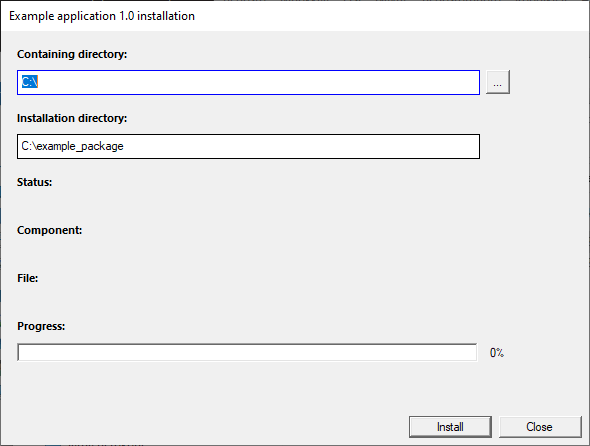 Example application 1.0 installation
Containing directory:
C:\
...
Installation directory:
C:\example_package
Status:
Component:
File:
Progress:
0%
Install
Close